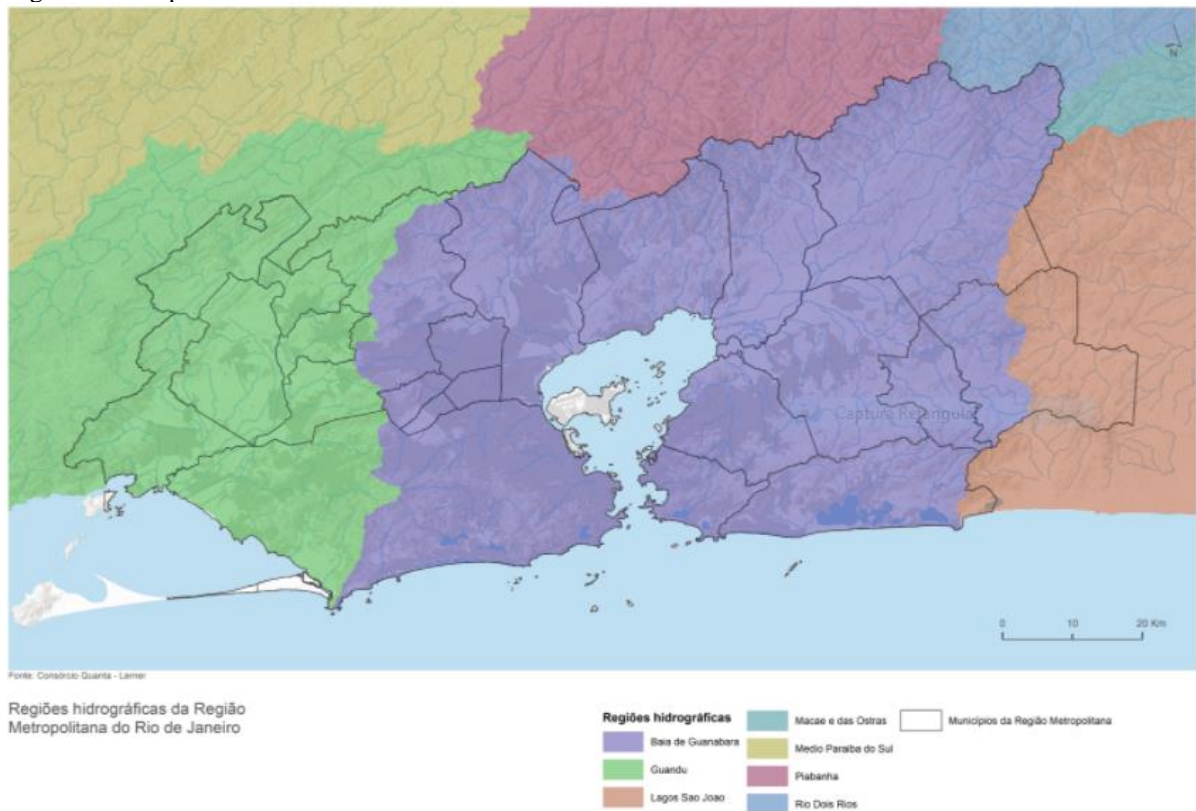 N
Captura Retangula
0 10 20 Km
Fonte: Consórcio Quanta - Lerner
Regiões hidrográficas da Região
Metropolitana do Rio de Janeiro
Regiões hidrográficas
Baia de Guanabara
Guandu
Lagos Sao Joao
Macae e das Ostras
Medio Paraiba do Sul
Piabanha
Rio Dois Rios
Municípios da Região Metropolitana